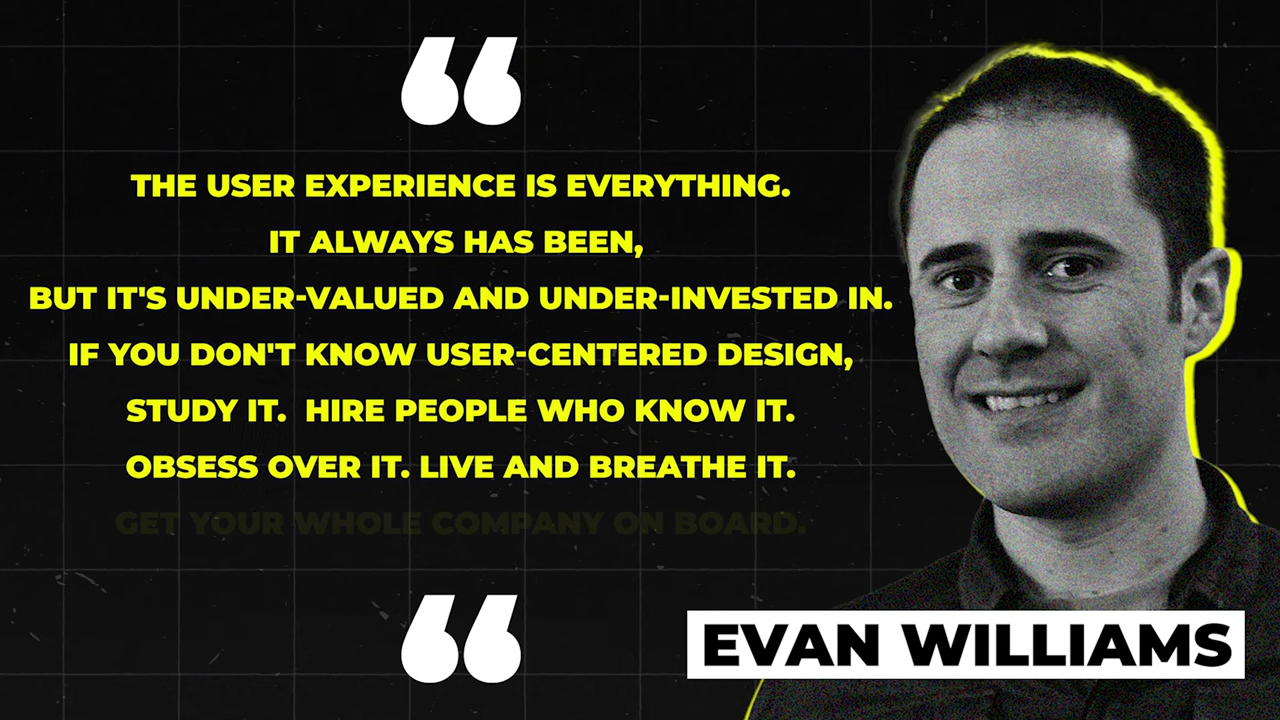 “
THE USER EXPERIENCE IS EVERYTHING.
IT ALWAYS HAS BEEN,
BUT IT'S UNDER-VALUED AND UNDER-INVESTED IN.
IF YOU DON'T KNOW USER-CENTERED DESIGN,
STUDY IT.  HIRE PEOPLE WHO KNOW IT.
OBSESS OVER IT. LIVE AND BREATHE IT.
GET YOUR WHOLE COMPANY ON BOARD.
“
EVAN WILLIAMS